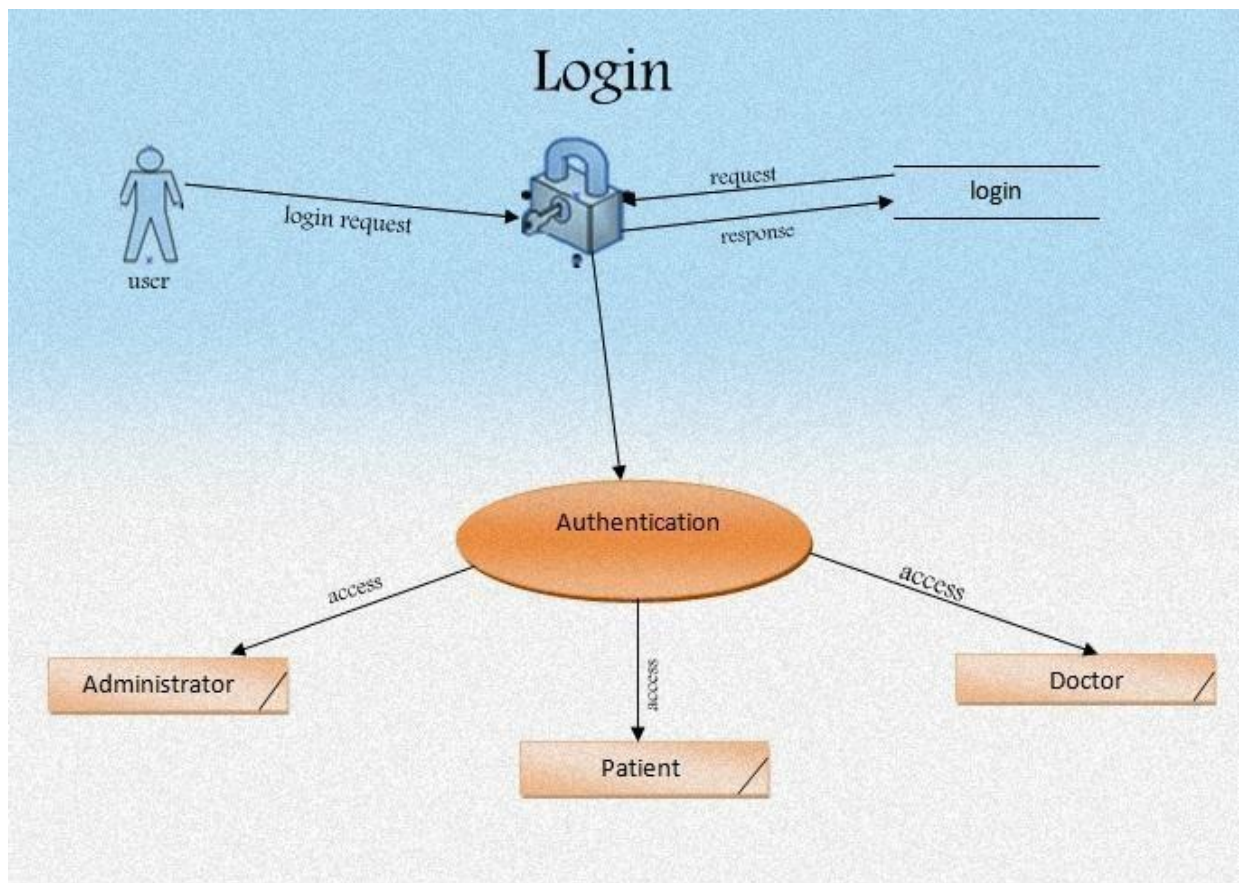 Login
user
login request
request
response
login
Authentication
access
access
access
Administrator
Patient
Doctor